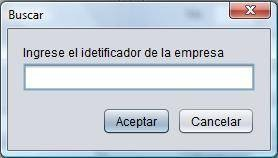 Buscar
Ingrese el idetificador de la empresa
Aceptar Cancelar